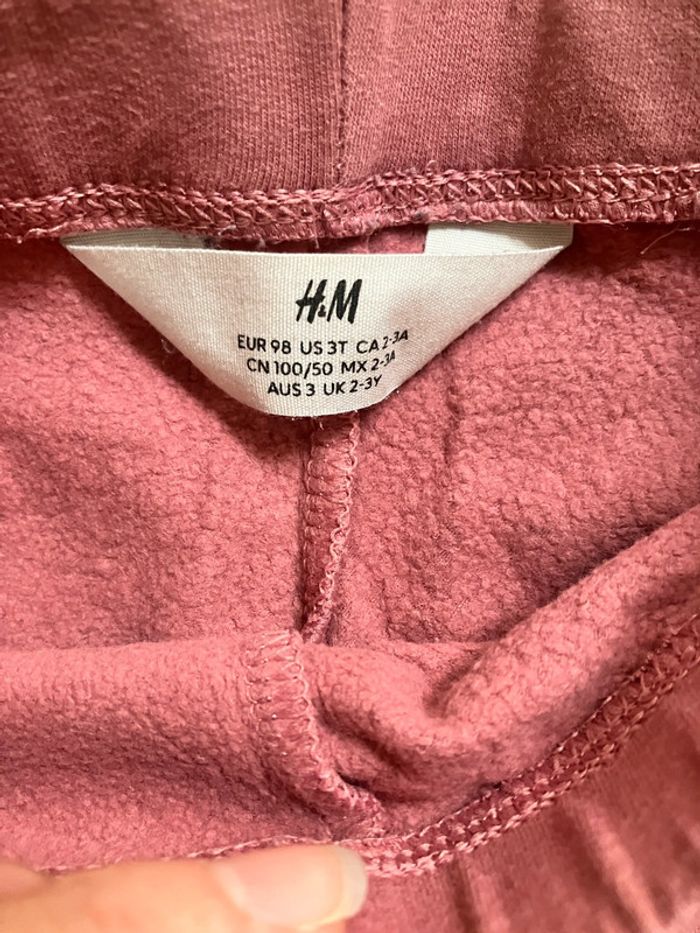 H&M
EUR 98 US 3T CA 2-3A
CN 100/50 MX 2-3A
AUS 3 UK 2-3Y